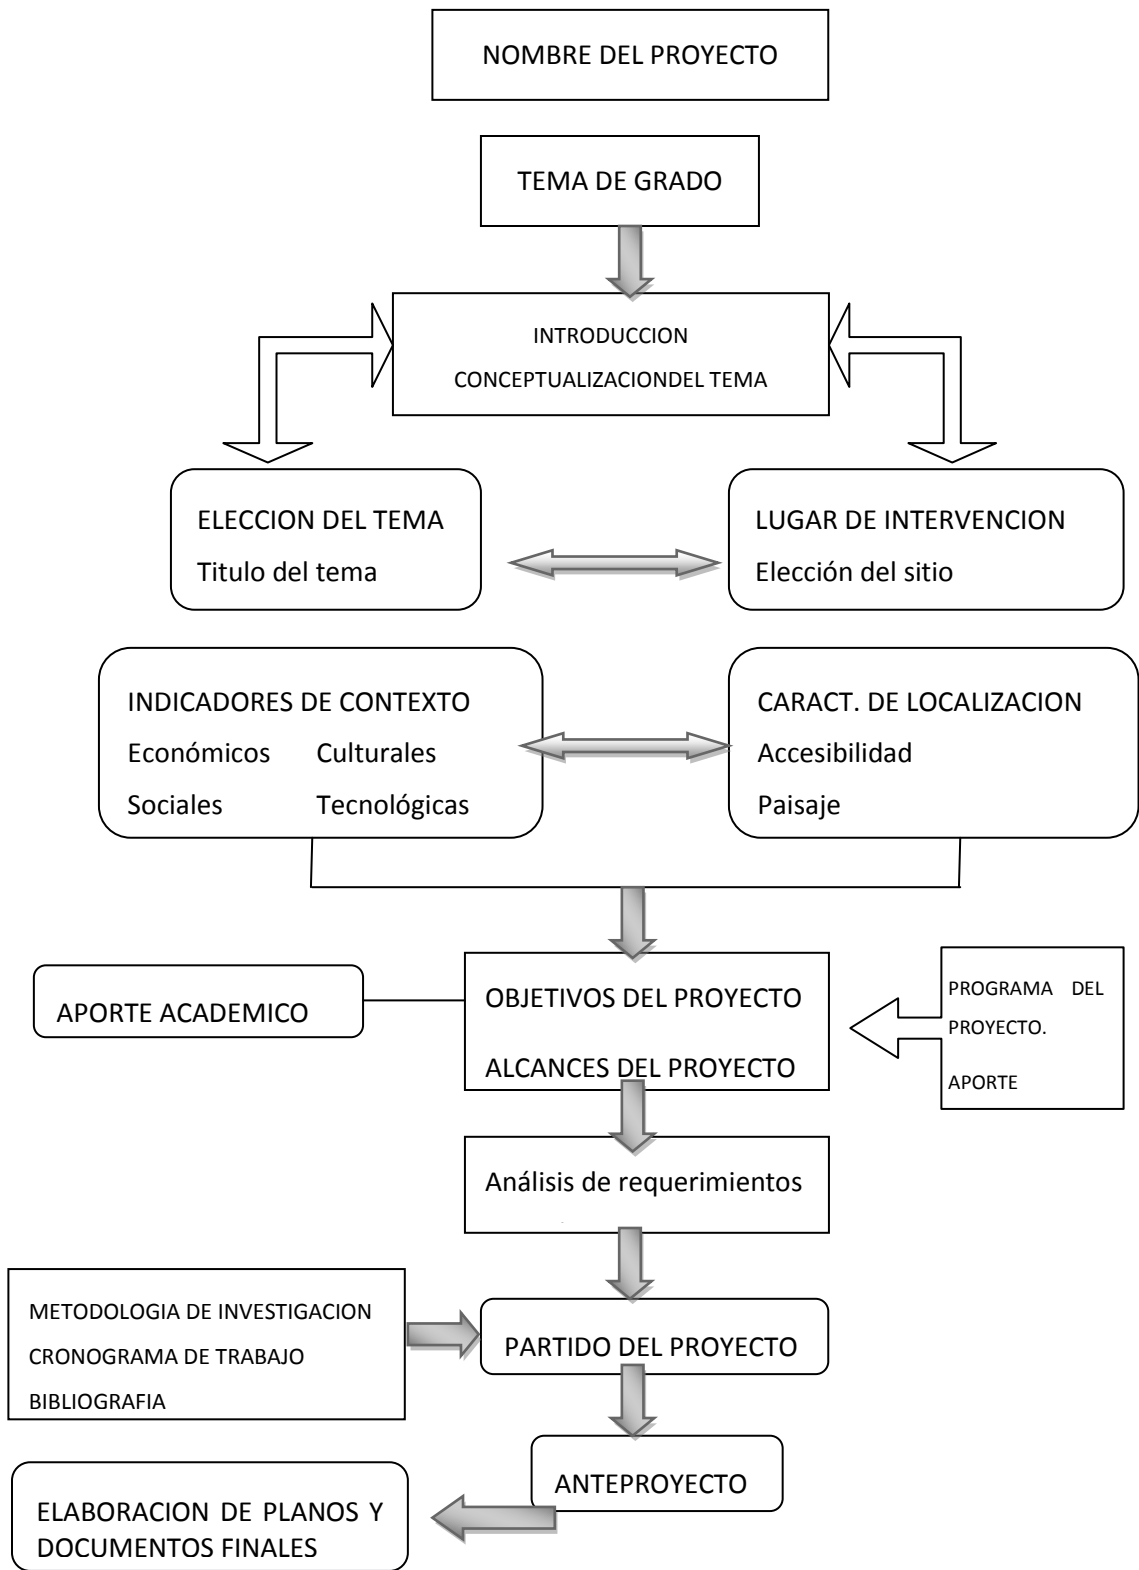 NOMBRE DEL PROYECTO
TEMA DE GRADO
INTRODUCCION
CONCEPTUALIZACIONDEL TEMA
ELECCION DEL TEMA
Titulo del tema
LUGAR DE INTERVENCION
Elección del sitio
INDICADORES DE CONTEXTO
Económicos Culturales
Sociales Tecnológicas
CARACT. DE LOCALIZACION
Accesibilidad
Paisaje
APORTE ACADEMICO
OBJETIVOS DEL PROYECTO
ALCANCES DEL PROYECTO
PROGRAMA DEL
PROYECTO.
APORTE
Análisis de requerimientos
METODOLOGIA DE INVESTIGACION
CRONOGRAMA DE TRABAJO
BIBLIOGRAFIA
PARTIDO DEL PROYECTO
ANTEPROYECTO
ELABORACION DE PLANOS Y
DOCUMENTOS FINALES